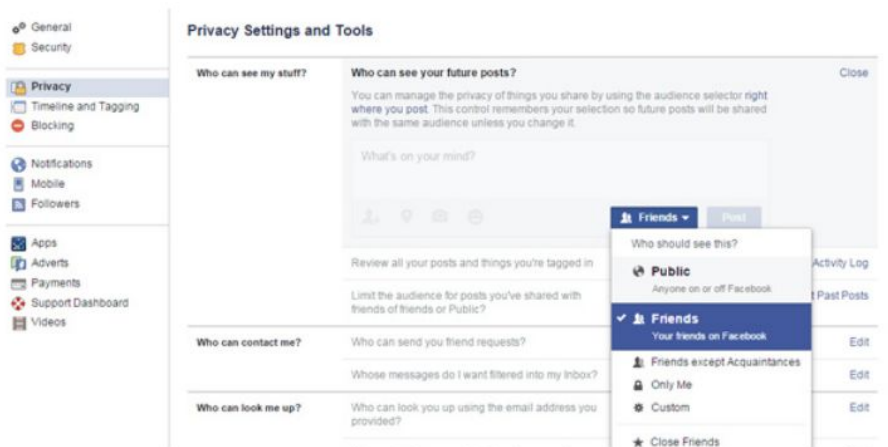 General
Security
Privacy
Timeline and Tagging
Blocking
Notifications
Mobile
Followers
Apps
Adverts
Payments
Support Dashboard
Videos
Privacy Settings and Tools
Who can see my stuff?
Who can see your future posts?
Close
You can manage the privacy of things you share by using the audience selector right
where you post. This control remembers your selection so future posts will be shared
with the same audience unless you change it.
What's on your mind?
Friends
Post
Who should see this?
Public
Anyone on or off Facebook
Friends
Your friends on Facebook
Friends except Acquaintances
Only Me
Custom
Close Friends
Review all your posts and things you're tagged in
Activity Log
Limit the audience for posts you've shared with
friends of friends or Public?
Past Posts
Who can contact me?
Who can send you friend requests?
Edit
Whose messages do I want filtered into my Inbox?
Edit
Who can look me up?
Who can look you up using the email address you
provided?
Edit